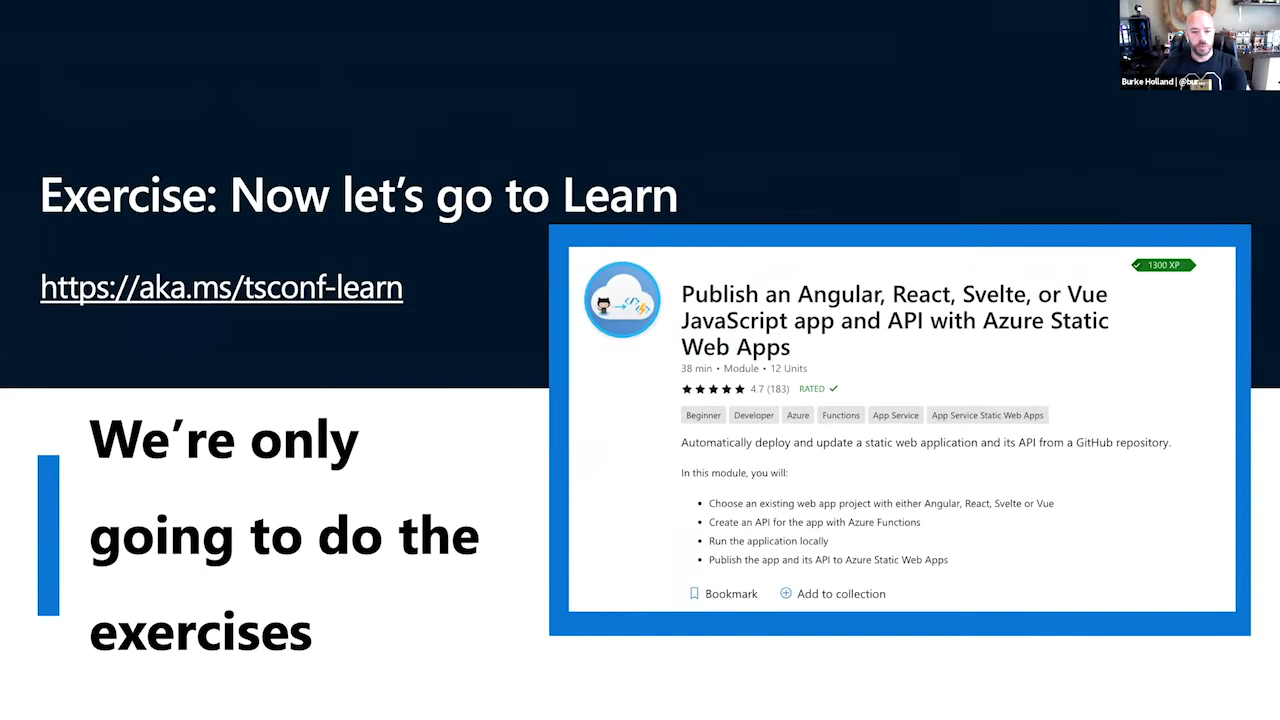 Burke Holland | @bur...
Exercise: Now let's go to Learn
https://aka.ms/tsconf-learn
We're only
going to do the
exercises
1300 XP
Publish an Angular, React, Svelte, or Vue
JavaScript app and API with Azure Static
Web Apps
38 min • Module • 12 Units
4.7 (183) RATED
Beginner Developer Azure Functions App Service App Service Static Web Apps
Automatically deploy and update a static web application and its API from a GitHub repository.
In this module, you will:
• Choose an existing web app project with either Angular, React, Svelte or Vue
• Create an API for the app with Azure Functions
• Run the application locally
• Publish the app and its API to Azure Static Web Apps
Bookmark Add to collection